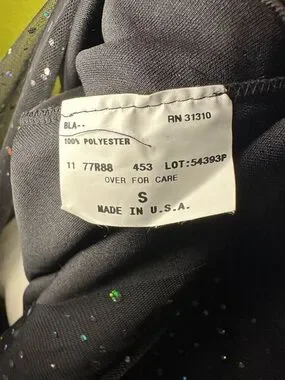 BLA-- RN 31310
100% POLYESTER
11 77R88 453 LOT:54393P
OVER FOR CARE
S
MADE IN U.S.A.